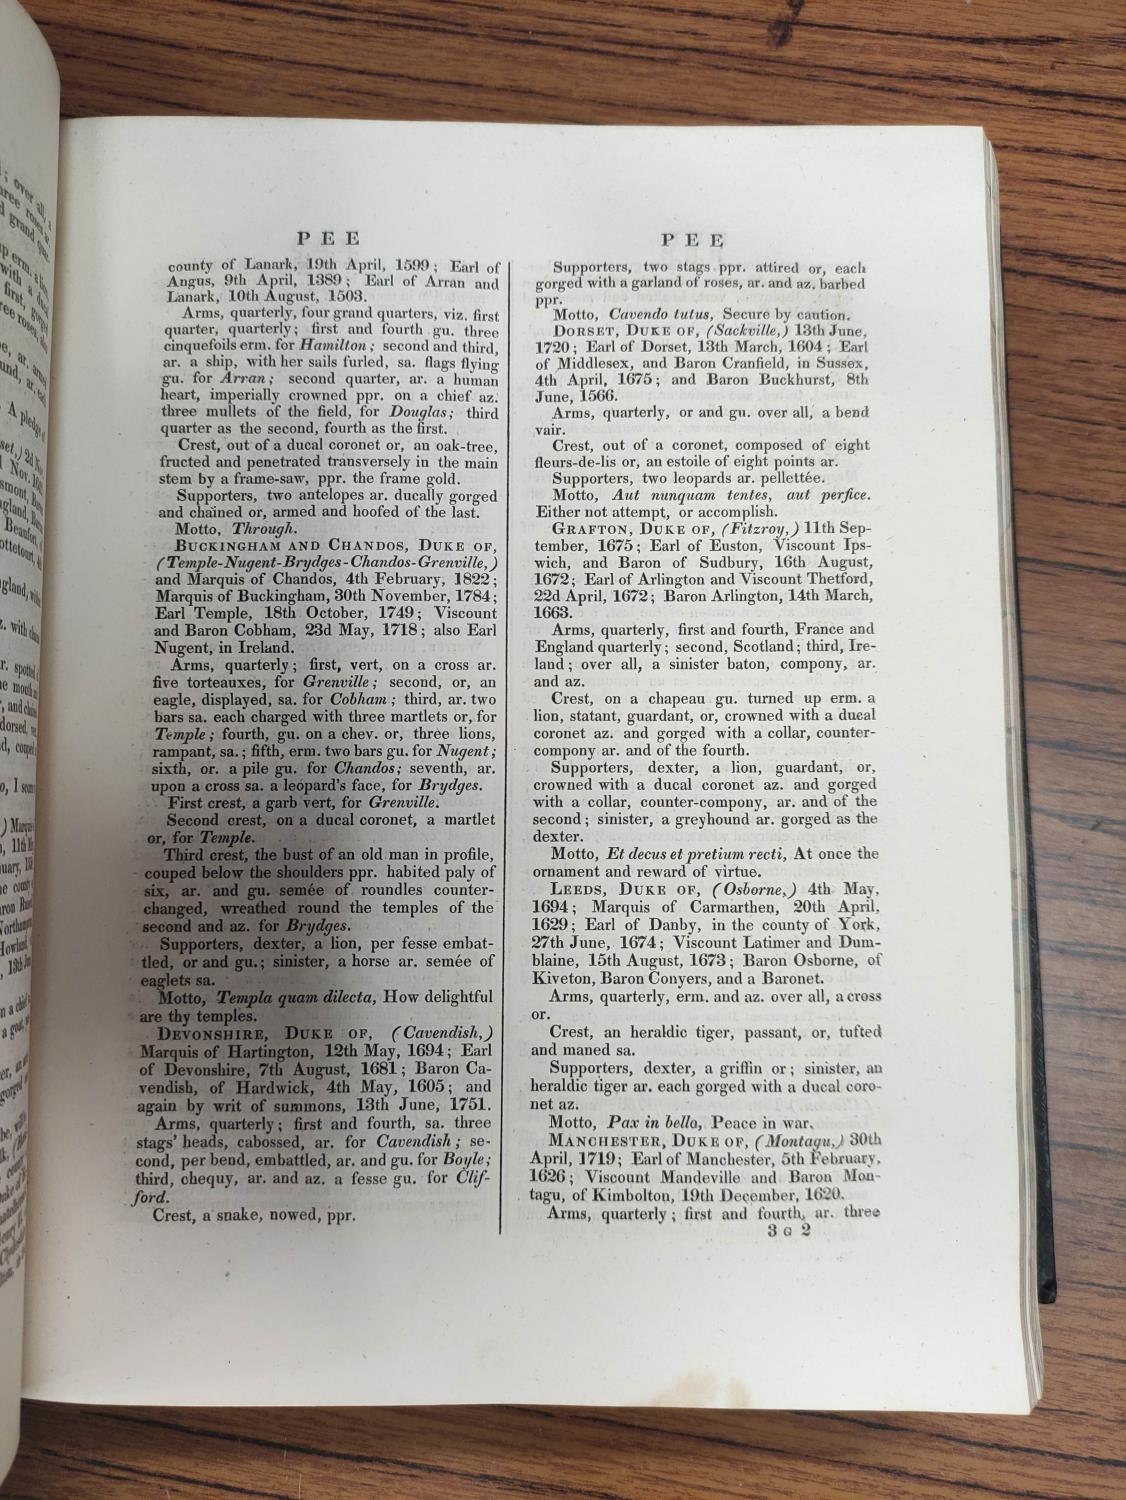 PEE
county of Lanark, 19th April, 1599; Earl of
Angus, 9th April, 1389; Earl of Arran and
Lanark, 10th August, 1503.
Arms, quarterly, four grand quarters, viz. first
quarter, quarterly; first and fourth gu. three
cinquefoils erm. for Hamilton; second and third,
ar. a ship, with her sails furled, sa. flags flying
gu. for Arran; second quarter, ar. a human
heart, imperially crowned ppr. on a chief az.
three mullets of the field, for Douglas; third
quarter as the second, fourth as the first.
Crest, out of a ducal coronet or, an oak-tree,
fructed and penetrated transversely in the main
stem by a frame-saw, ppr. the frame gold.
Supporters, two antelopes ar. ducally gorged
and chained or, armed and hoofed of the last.
Motto, Through.
BUCKINGHAM AND CHANDOS, DUKE OF,
(Temple-Nugent-Brydges-Chandos-Grenville,)
and Marquis of Chandos, 4th February, 1822;
Marquis of Buckingham, 30th November, 1784;
Earl Temple, 18th October, 1749; Viscount
and Baron Cobham, 23d May, 1718; also Earl
Nugent, in Ireland.
Arms, quarterly; first, vert, on a cross ar.
five torteauxes, for Grenville; second, or, an
eagle, displayed, sa. for Cobham; third, ar. two
bars sa. each charged with three martlets or, for
Temple; fourth, gu. on a chev. or, three lions,
rampant, sa.; fifth, erm. two bars gu. for Nugent;
sixth, or. a pile gu. for Chandos; seventh, ar.
upon a cross sa. a leopard's face, for Brydges.
First crest, a garb vert, for Grenville.
Second crest, on a ducal coronet, a martlet
or, for Temple.
Third crest, the bust of an old man in profile,
couped below the shoulders ppr. habited paly of
six, ar. and gu. semée of roundles counter-
changed, wreathed round the temples of the
second and az. for Brydges.
Supporters, dexter, a lion, per fesse embat-
tled, or and gu.; sinister, a horse ar. semée of
eaglets sa.
Motto, Templa quam dilecta, How delightful
are thy temples.
DEVONSHIRE, DUKE OF, (Cavendish,)
Marquis of Hartington, 12th May, 1694; Earl
of Devonshire, 7th August, 1681; Baron Ca-
vendish, of Hardwick, 4th May, 1605; and
again by writ of summons, 13th June, 1751.
Arms, quarterly; first and fourth, sa. three
stags' heads, cabossed, ar. for Cavendish; se-
cond, per bend, embattled, ar. and gu. for Boyle;
third, chequy, ar. and az. a fesse gu. for Clif-
ford.
Crest, a snake, nowed, ppr.
PEE
Supporters, two stags ppr. attired or, each
gorged with a garland of roses, ar. and az. barbed
ppr.
Motto, Cavendo tutus, Secure by caution.
DORSET, DUKE OF, (Sackville,) 13th June,
1720; Earl of Dorset, 13th March, 1604; Earl
of Middlesex, and Baron Cranfield, in Sussex,
4th April, 1675; and Baron Buckhurst, 8th
June, 1566.
Arms, quarterly, or and gu. over all, a bend
vair.
Crest, out of a coronet, composed of eight
fleurs-de-lis or, an estoile of eight points ar.
Supporters, two leopards ar. pellettée.
Motto, Aut nunquam tentes, aut perfice.
Either not attempt, or accomplish.
GRAFTON, DUKE OF, (Fitzroy,) 11th Sep-
tember, 1675; Earl of Euston, Viscount Ips-
wich, and Baron of Sudbury, 16th August,
1672; Earl of Arlington and Viscount Thetford,
22d April, 1672; Baron Arlington, 14th March,
1663.
Arms, quarterly, first and fourth, France and
England quarterly; second, Scotland; third, Ire-
land; over all, a sinister baton, compony, ar.
and az.
Crest, on a chapeau gu. turned up erm. a
lion, statant, guardant, or, crowned with a ducal
coronet az. and gorged with a collar, counter-
compony ar. and of the fourth.
Supporters, dexter, a lion, guardant, or,
crowned with a ducal coronet az. and gorged
with a collar, counter-compony, ar. and of the
second; sinister, a greyhound ar. gorged as the
dexter.
Motto, Et decus et pretium recti, At once the
ornament and reward of virtue.
LEEDS, DUKE OF, (Osborne,) 4th May,
1694; Marquis of Carmarthen, 20th April,
1629; Earl of Danby, in the county of York,
27th June, 1674; Viscount Latimer and Dum-
blaine, 15th August, 1673; Baron Osborne, of
Kiveton, Baron Conyers, and a Baronet.
Arms, quarterly, erm. and az. over all, a cross
or.
Crest, an heraldic tiger, passant, or, tufted
and maned sa.
Supporters, dexter, a griffin or; sinister, an
heraldic tiger ar. each gorged with a ducal coro-
net az.
Motto, Pax in bello, Peace in war.
MANCHESTER, DUKE OF, (Montagu,) 30th
April, 1719; Earl of Manchester, 5th February,
1626; Viscount Mandeville and Baron Mon-
tagu, of Kimbolton, 19th December, 1620.
Arms, quarterly; first and fourth, ar. three
3 G 2